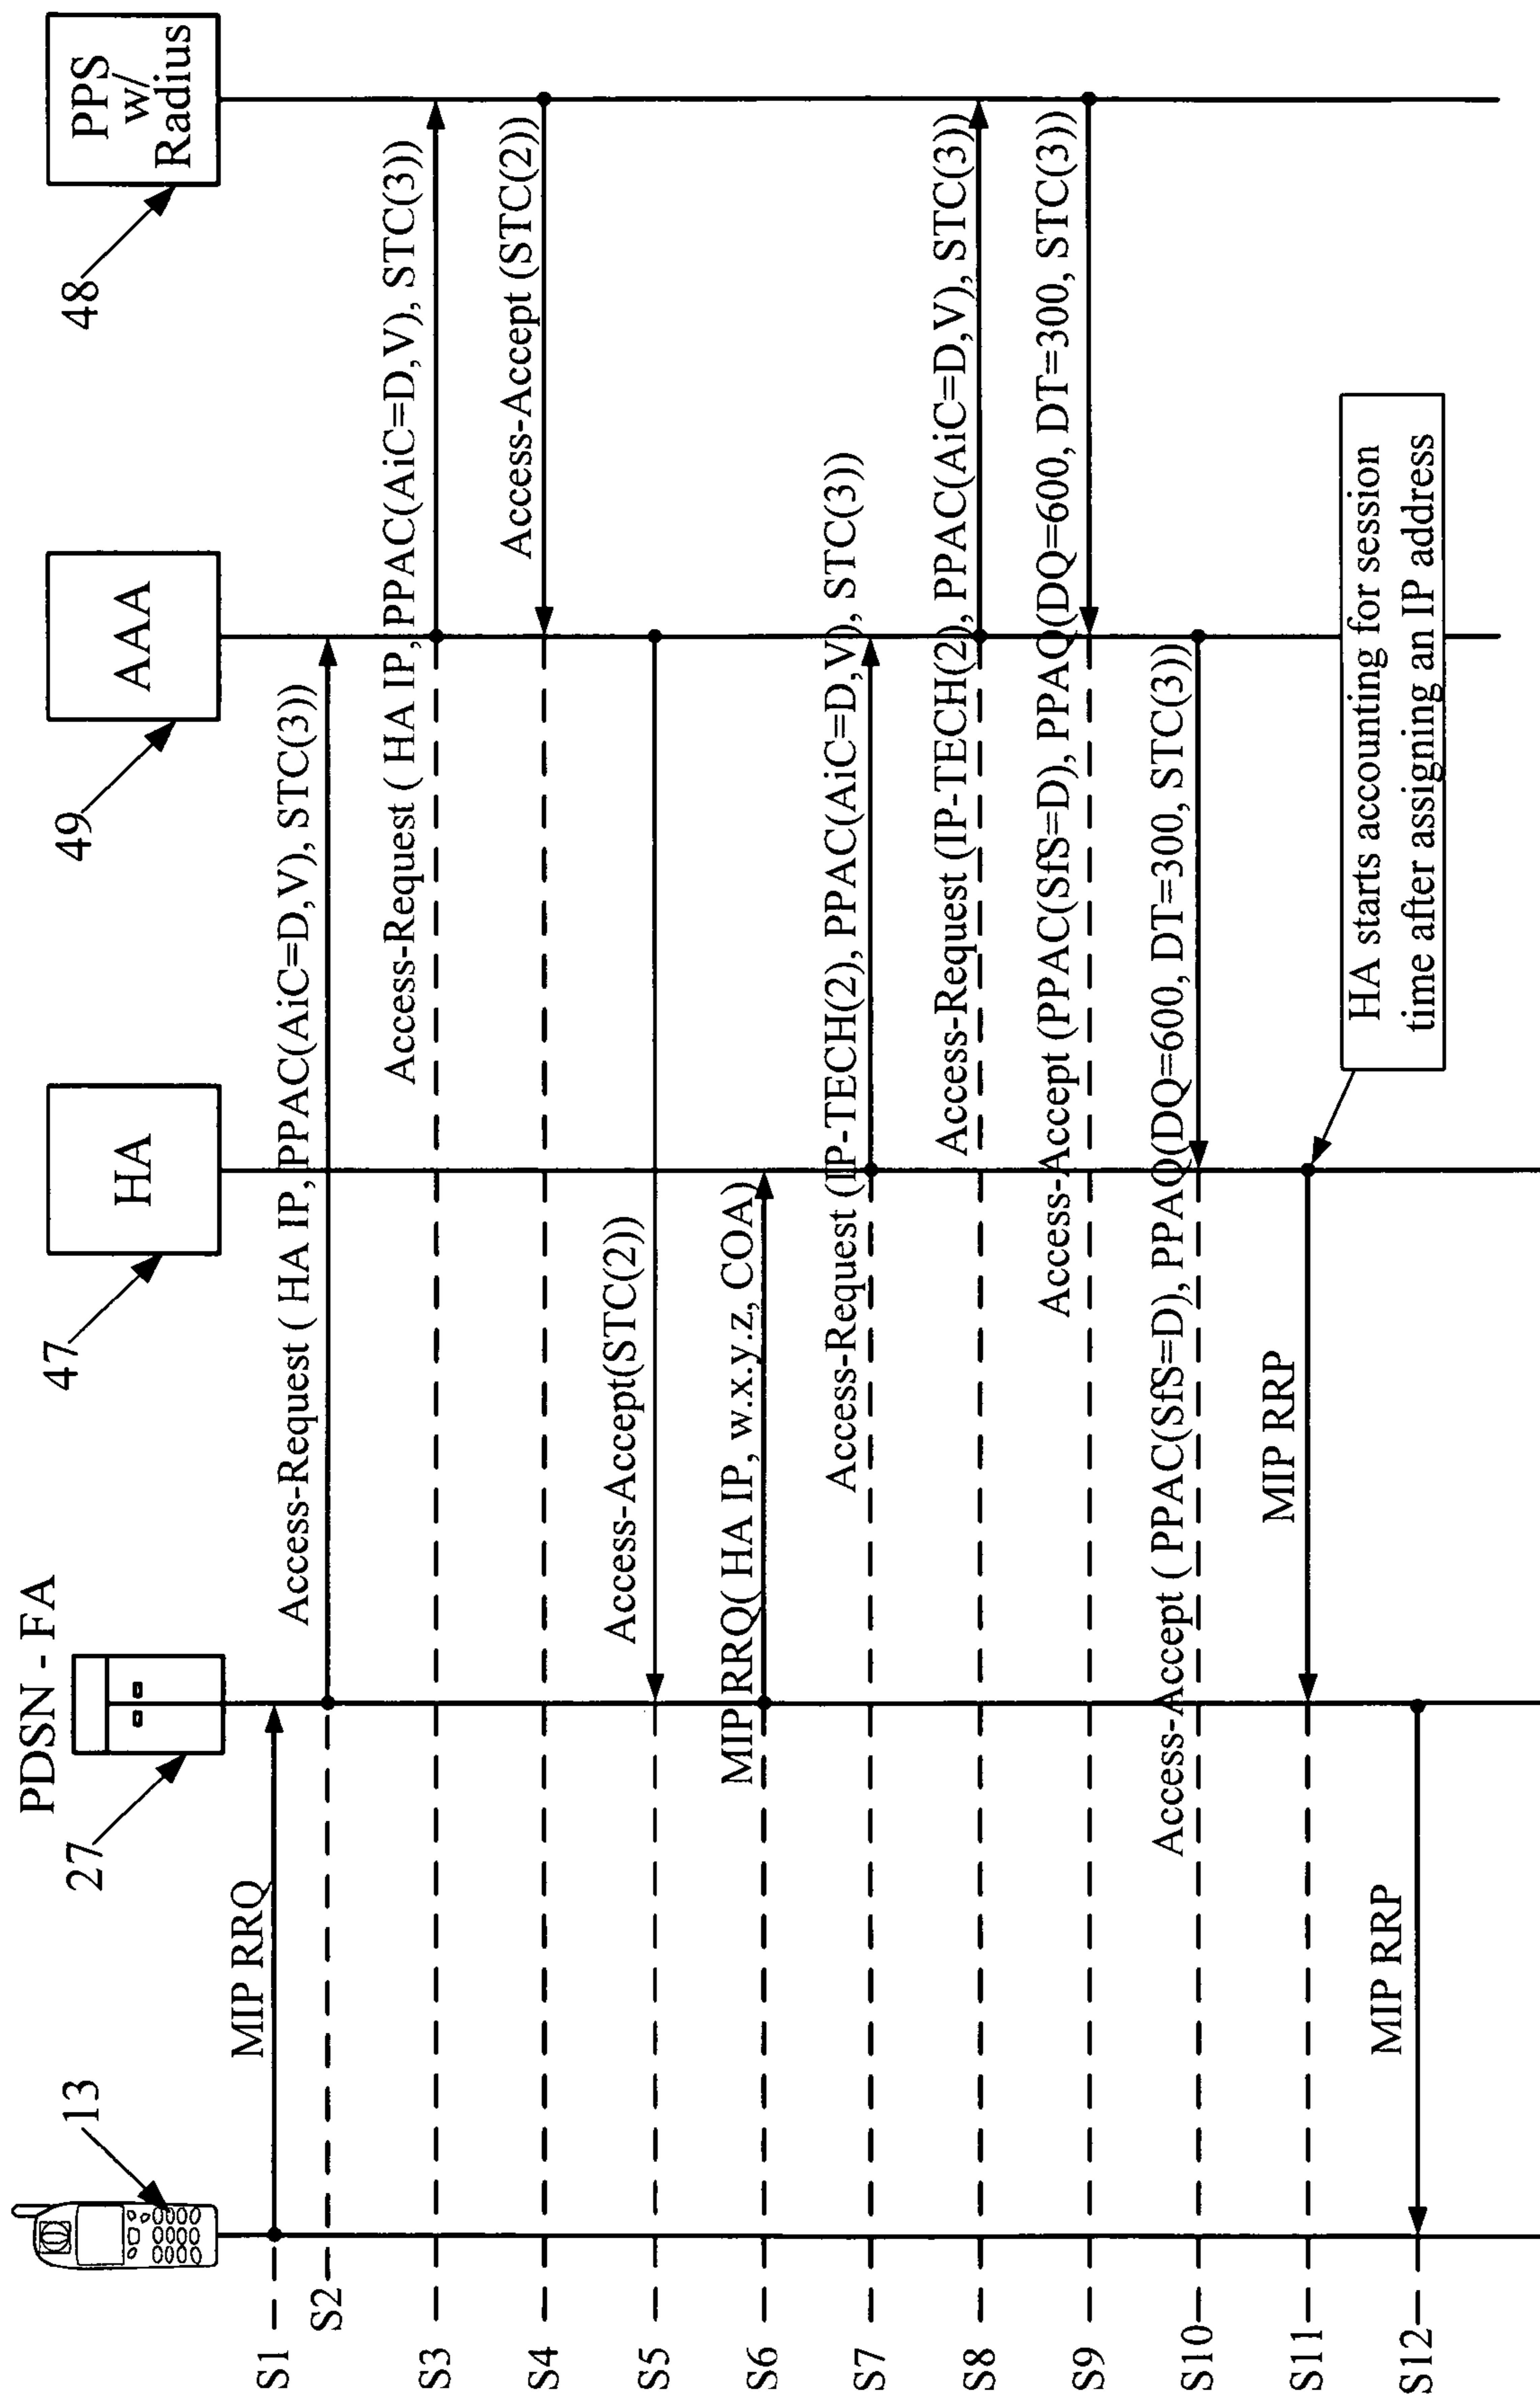 PDSN - FA
HA
AAA
PPS
w/
Radius
13
27
47
49
48
S1
MIP RRQ
S2
Access-Request ( HA IP, PPAC(AiC=D,V), STC(3))
S3
Access-Request ( HA IP, PPAC(AiC=D,V), STC(3))
S4
Access-Accept (STC(2))
S5
Access-Accept(STC(2))
S6
MIP RRQ( HA IP, w.x.y.z, COA)
S7
Access-Request (IP-TECH(2), PPAC(AiC=D,V), STC(3))
S8
Access-Request (IP-TECH(2), PPAC(AiC=D,V), STC(3))
S9
Access-Accept (PPAC(SfS=D), PPAQ(DQ=600, DT=300, STC(3))
S10
Access-Accept ( PPAC(SfS=D), PPAQ(DQ=600, DT=300, STC(3))
S11
MIP RRP
HA starts accounting for session
time after assigning an IP address
S12
MIP RRP